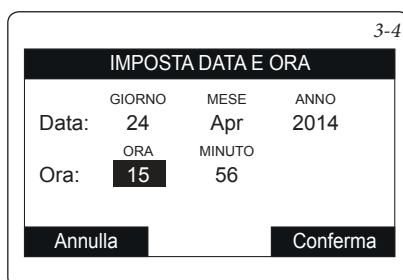 3-4
IMPOSTA DATA E ORA
GIORNO MESE ANNO
Data: 24 Apr 2014
ORA MINUTO
Ora: 15 56
Annulla Conferma